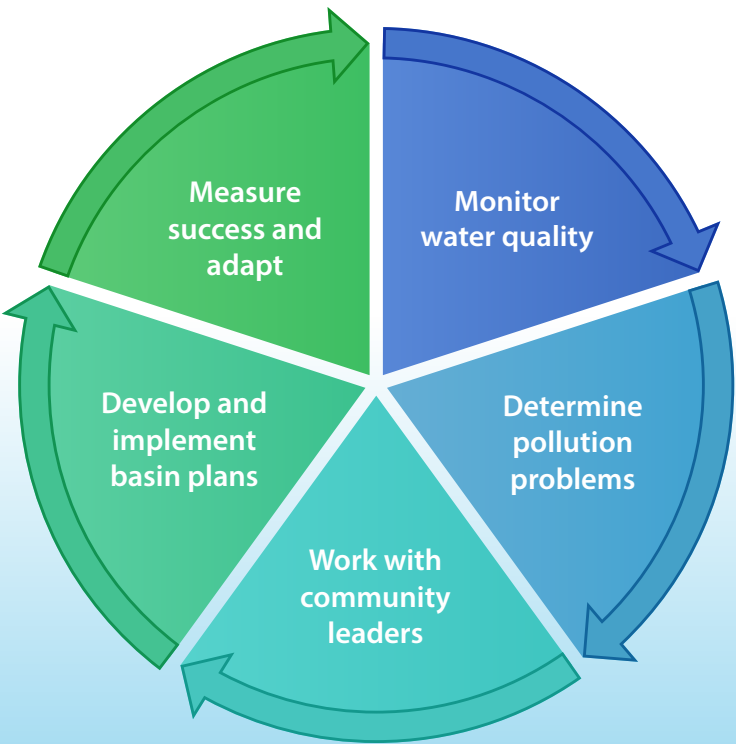 Monitor
water quality
Determine
pollution
problems
Work with
community
leaders
Develop and
implement
basin plans
Measure
success and
adapt